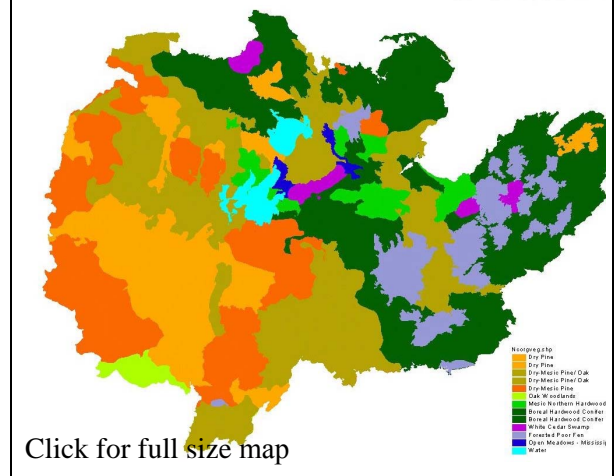 Noorgveg.shp
Dry Pine
Dry Pine
Dry-Mesic Pine/ Oak
Dry-Mesic Pine/ Oak
Dry-Mesic Pine
Oak Woodlands
Mesic Northern Hardwood
Boreal Hardwood Conifer
Boreal Hardwood Conifer
White Cedar Swamp
Forested Poor Fen
Open Meadows - Mississip
Water
Click for full size map